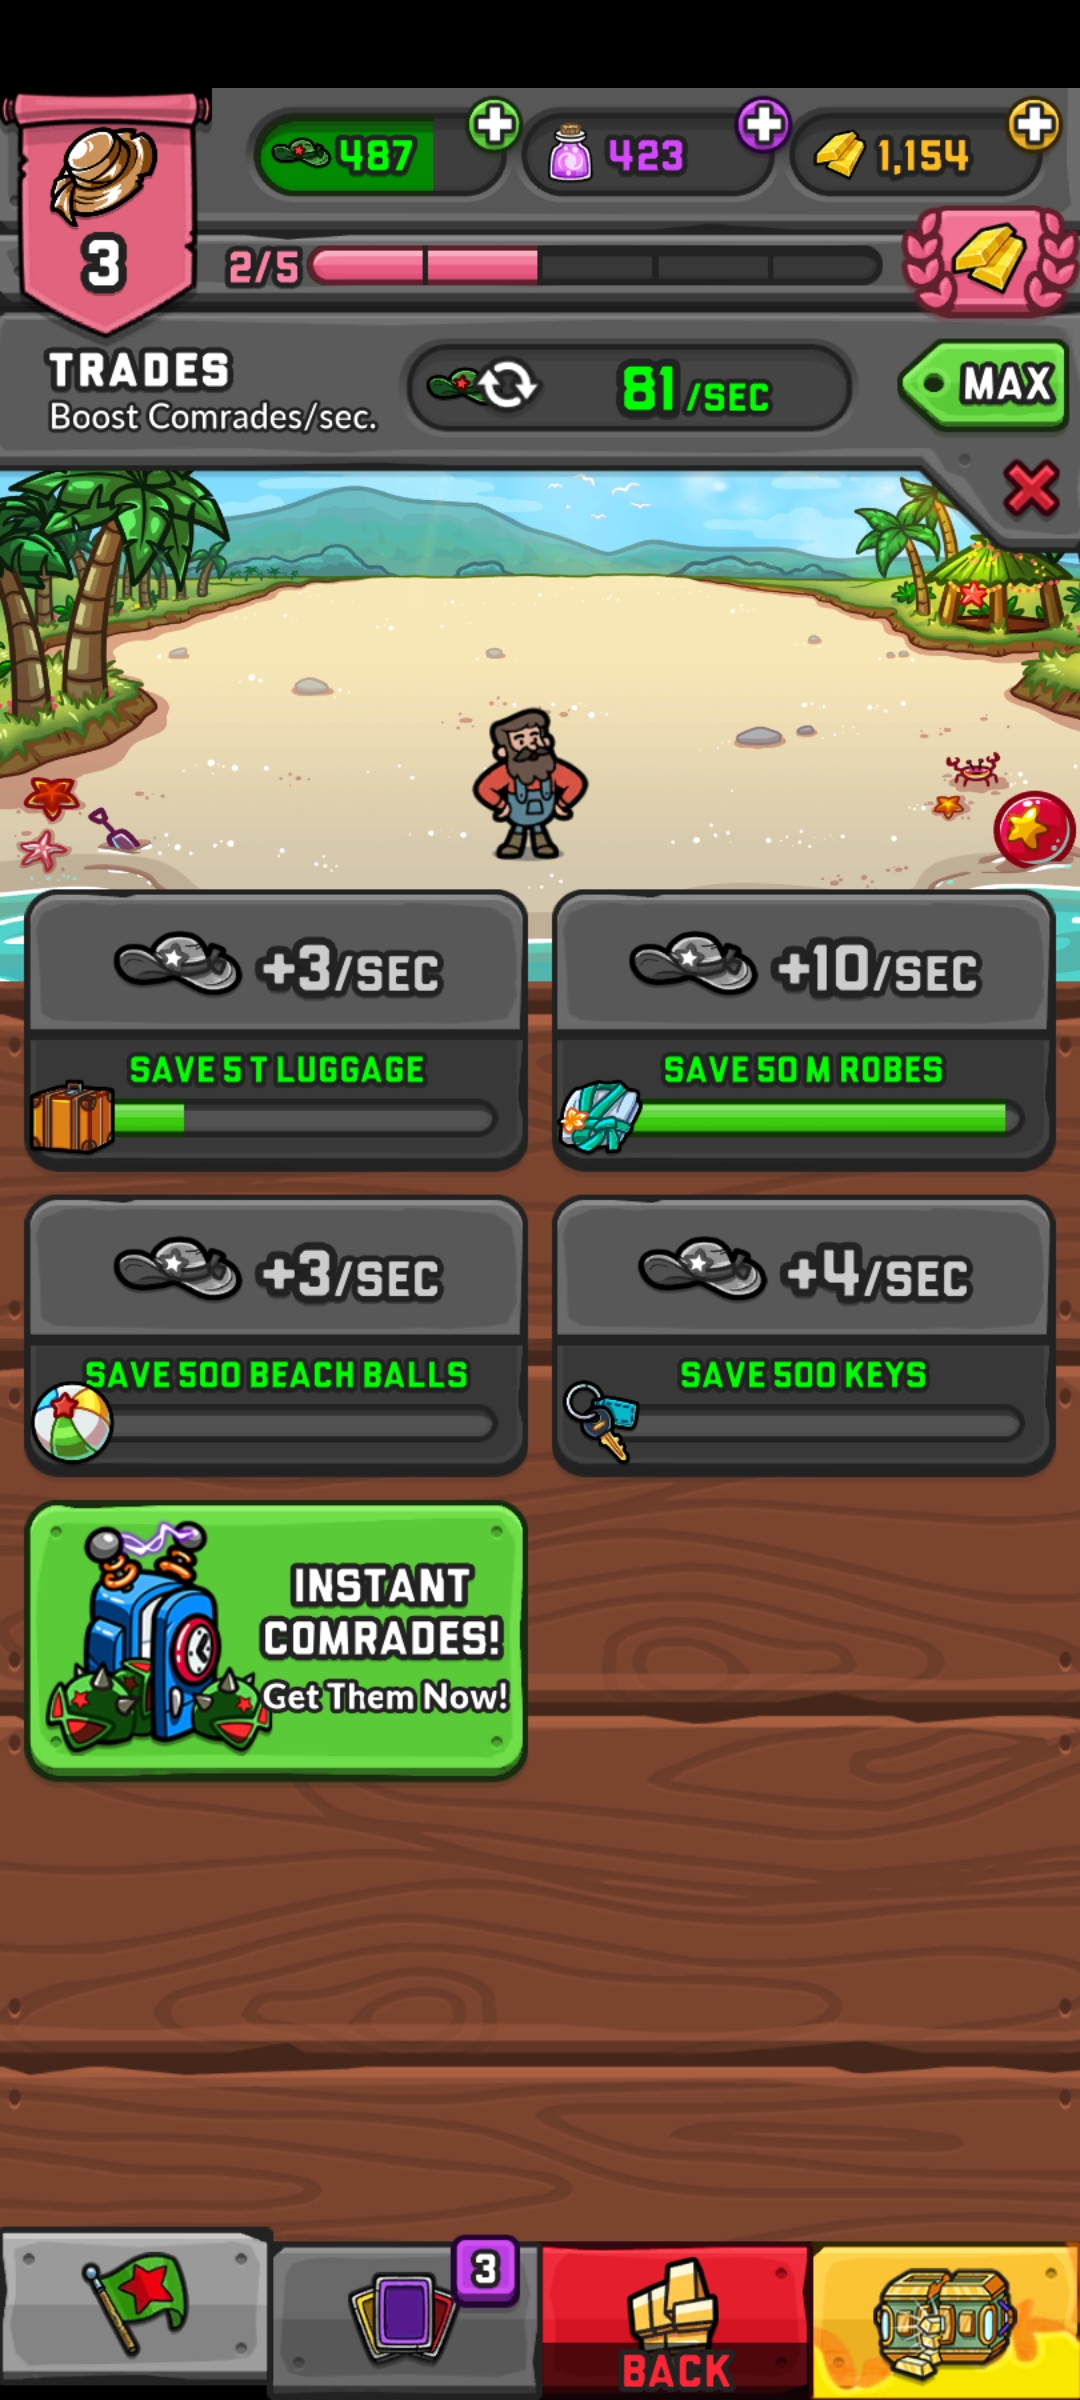 487
423
1,154
3
2/5
TRADES
Boost Comrades/sec.
81/SEC
MAX
+3/SEC
+10/SEC
SAVE 5 T LUGGAGE
SAVE 50 M ROBES
+3/SEC
+4/SEC
SAVE 500 BEACH BALLS
SAVE 500 KEYS
INSTANT
COMRADES!
Get Them Now!
3
BACK